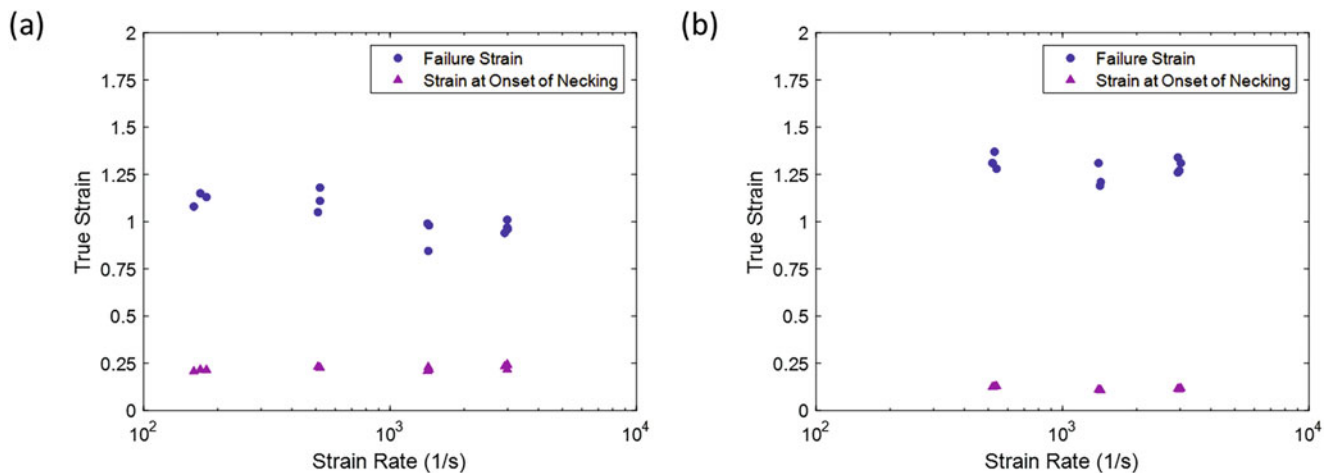 (a)
2
1.75
1.5
1.25
1
0.75
0.5
0.25
0
True Strain
Failure Strain
Strain at Onset of Necking
10²
10³
10⁴
Strain Rate (1/s)
(b)
2
1.75
1.5
1.25
1
0.75
0.5
0.25
0
True Strain
Failure Strain
Strain at Onset of Necking
10²
10³
10⁴
Strain Rate (1/s)